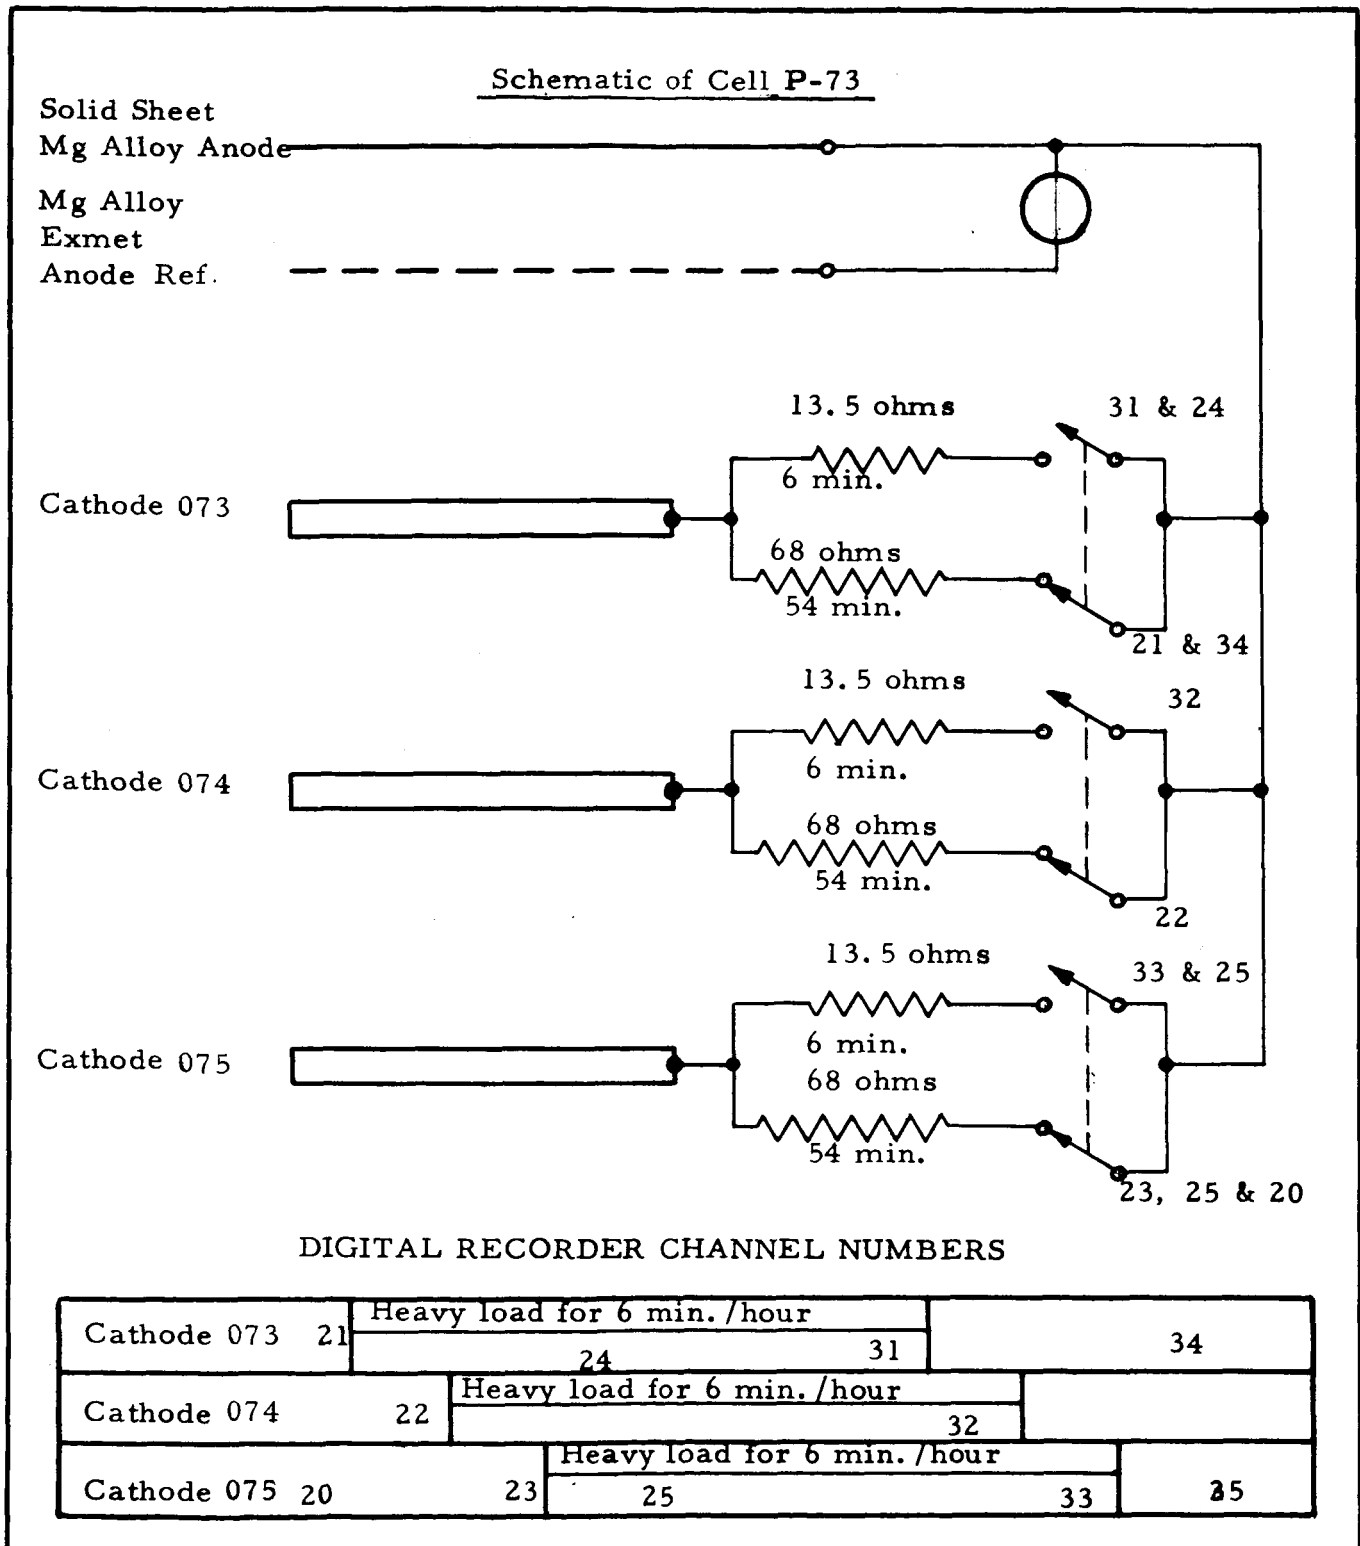 Schematic of Cell P-73
Solid Sheet
Mg Alloy Anode
Mg Alloy
Exmet
Anode Ref.
13.5 ohms
31 & 24
6 min.
Cathode 073
68 ohms
54 min.
21 & 34
13.5 ohms
32
6 min.
Cathode 074
68 ohms
54 min.
22
13.5 ohms
33 & 25
6 min.
Cathode 075
68 ohms
54 min.
23, 25 & 20
DIGITAL RECORDER CHANNEL NUMBERS
Heavy load for 6 min./hour
Cathode 073 21 24 31 34
Heavy load for 6 min./hour
Cathode 074 22 32
Heavy load for 6 min./hour
Cathode 075 20 23 25 33